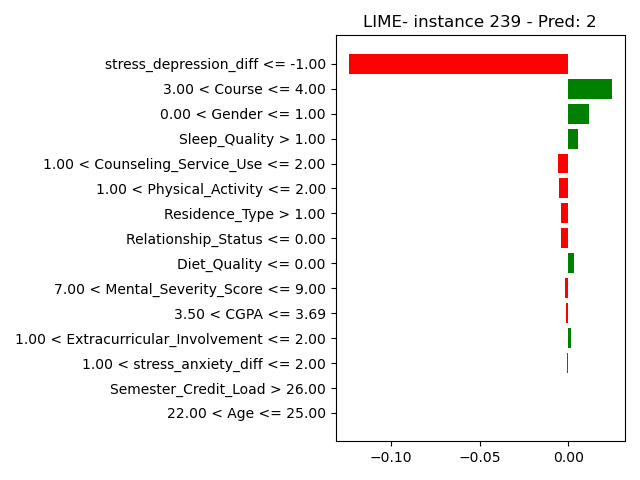 LIME- instance 239 - Pred: 2
stress_depression_diff <= -1.00
3.00 < Course <= 4.00
0.00 < Gender <= 1.00
Sleep_Quality > 1.00
1.00 < Counseling_Service_Use <= 2.00
1.00 < Physical_Activity <= 2.00
Residence_Type > 1.00
Relationship_Status <= 0.00
Diet_Quality <= 0.00
7.00 < Mental_Severity_Score <= 9.00
3.50 < CGPA <= 3.69
1.00 < Extracurricular_Involvement <= 2.00
1.00 < stress_anxiety_diff <= 2.00
Semester_Credit_Load > 26.00
22.00 < Age <= 25.00
−0.10 −0.05 0.00